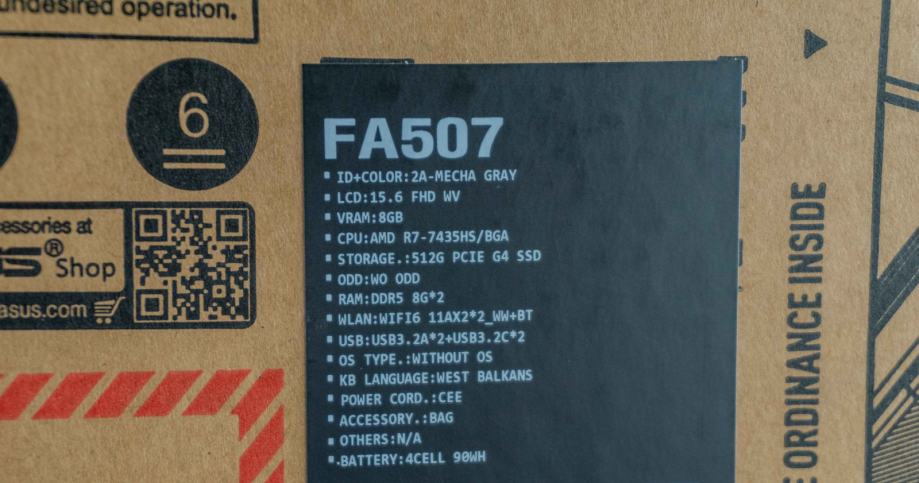 undesired operation.
6
essories at
® Shop
asus.com
FA507
ID+COLOR:2A-MECHA GRAY
LCD:15.6 FHD WV
VRAM:8GB
CPU:AMD R7-7435HS/BGA
STORAGE.:512G PCIE G4 SSD
ODD:WO ODD
RAM:DDR5 8G*2
WLAN:WIFI6 11AX2*2_WW+BT
USB:USB3.2A*2+USB3.2C*2
OS TYPE.:WITHOUT OS
KB LANGUAGE:WEST BALKANS
POWER CORD.:CEE
ACCESSORY.:BAG
OTHERS:N/A
.BATTERY:4CELL 90WH
E ORDINANCE INSIDE